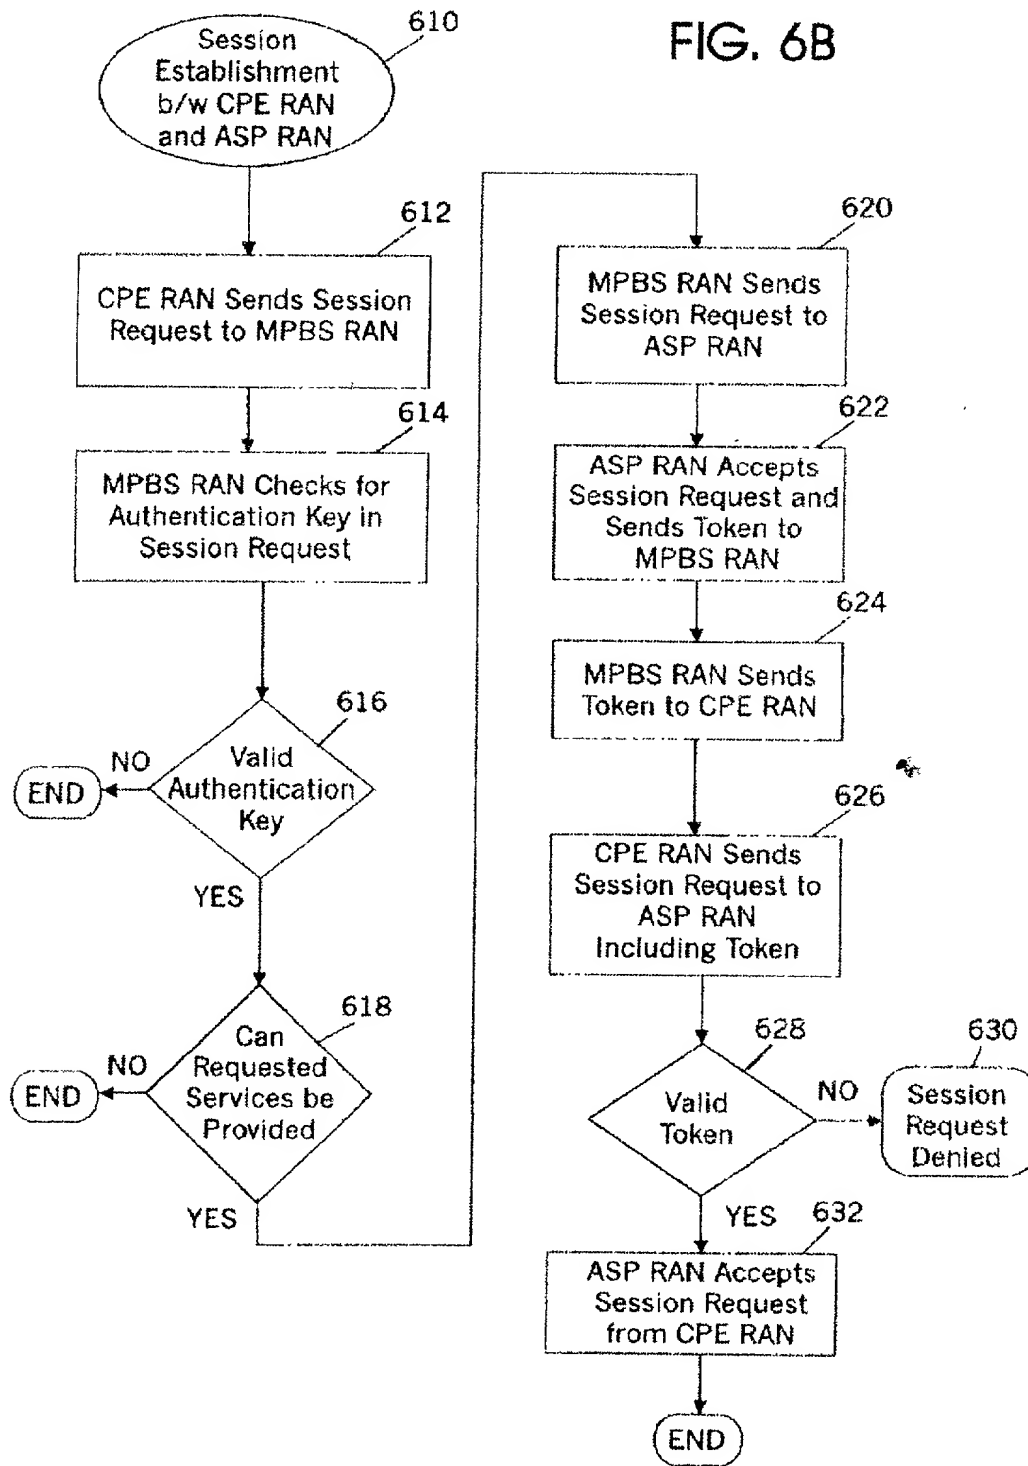 FIG. 6B
610
Session
Establishment
b/w CPE RAN
and ASP RAN
612
CPE RAN Sends Session
Request to MPBS RAN
614
MPBS RAN Checks for
Authentication Key in
Session Request
616
Valid
Authentication
Key
NO
END
YES
618
Can
Requested
Services be
Provided
NO
END
YES
620
MPBS RAN Sends
Session Request to
ASP RAN
622
ASP RAN Accepts
Session Request and
Sends Token to
MPBS RAN
624
MPBS RAN Sends
Token to CPE RAN
626
CPE RAN Sends
Session Request to
ASP RAN
Including Token
628
Valid
Token
NO
630
Session
Request
Denied
YES
632
ASP RAN Accepts
Session Request
from CPE RAN
END